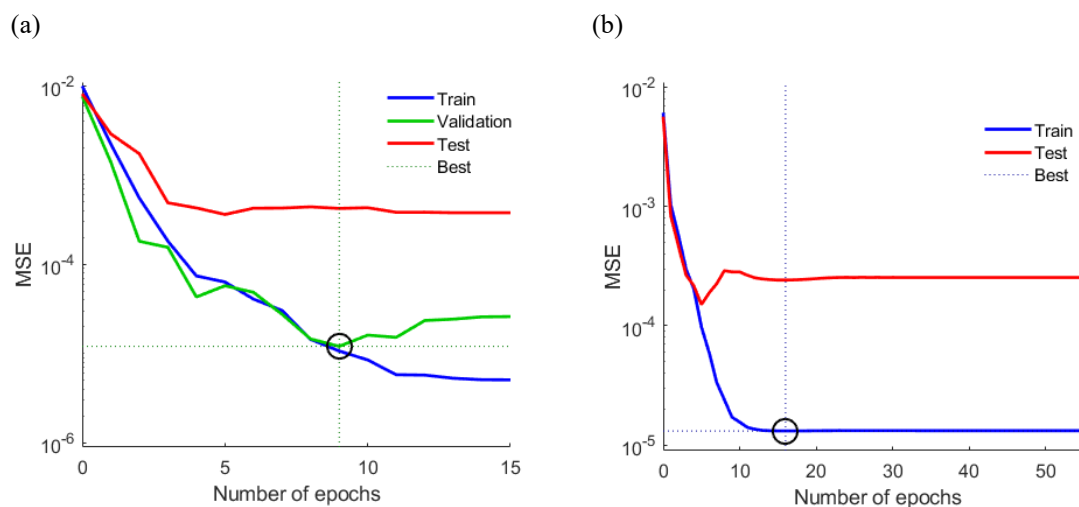 (a)
(b)
10^-2
10^-4
10^-6
MSE
0
5
10
15
Number of epochs
Train
Validation
Test
Best
10^-2
10^-3
10^-4
10^-5
MSE
0
10
20
30
40
50
Number of epochs
Train
Test
Best